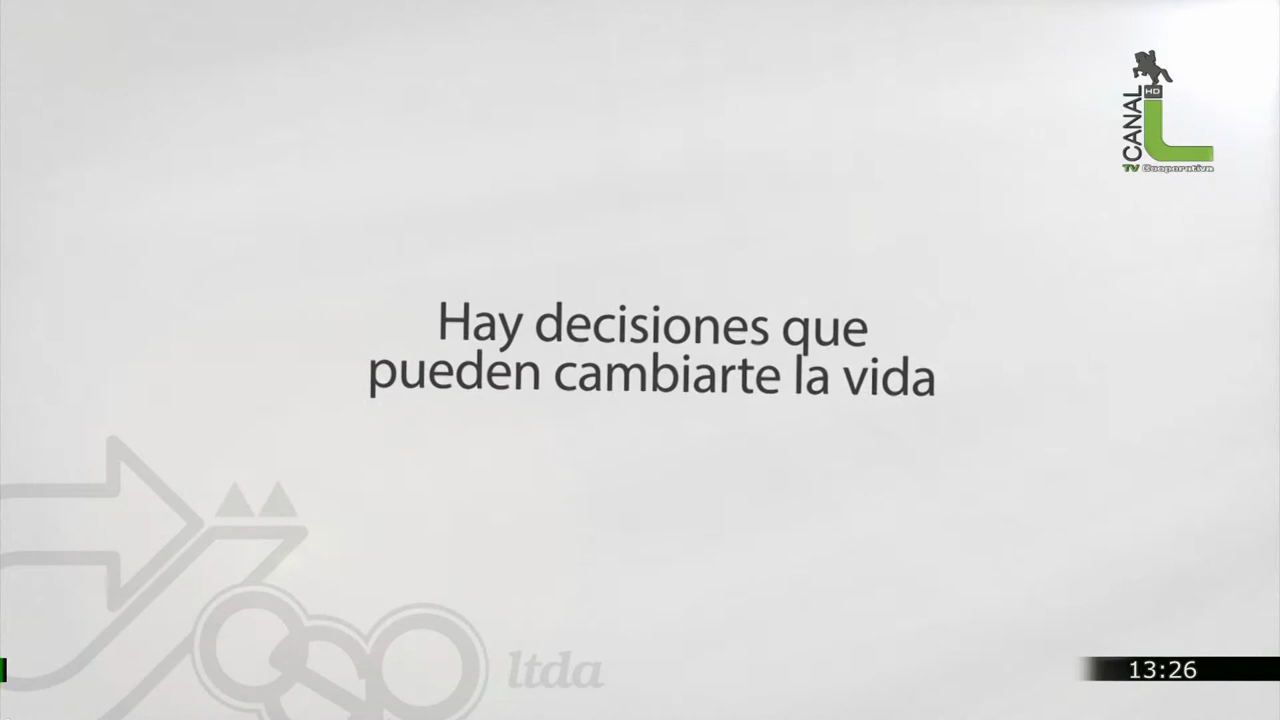 HD
CANAL
TV Cooperativa
Hay decisiones que
pueden cambiarte la vida
ltda
13:26